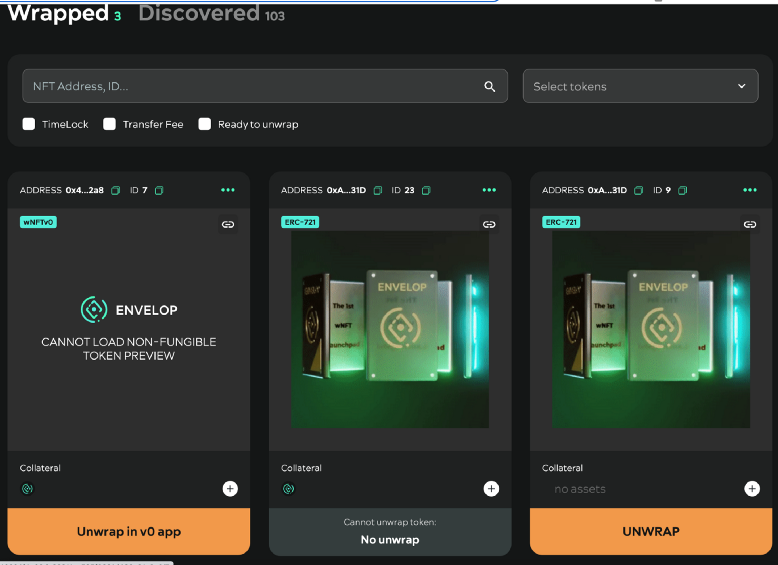 Wrapped 3 Discovered 103
NFT Address, ID...
Select tokens
TimeLock Transfer Fee Ready to unwrap
ADDRESS 0x4...2a8 ID 7
wNFTv0
ENVELOP
CANNOT LOAD NON-FUNGIBLE
TOKEN PREVIEW
Collateral
Unwrap in v0 app
ADDRESS 0xA...31D ID 23
ERC-721
The 1st
wNFT
launchpad
ENVELOP
Collateral
Cannot unwrap token:
No unwrap
ADDRESS 0xA...31D ID 9
ERC-721
The 1st
wNFT
launchpad
ENVELOP
Collateral
no assets
UNWRAP